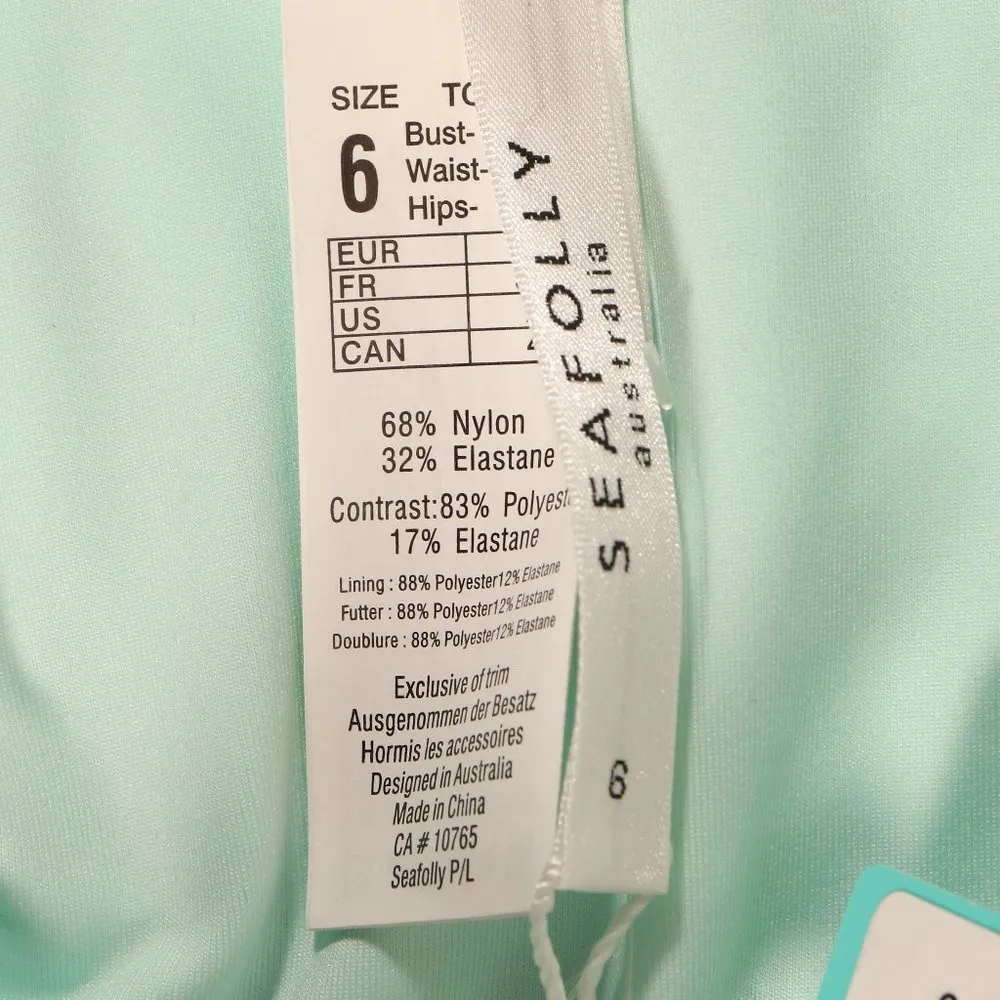 SIZE
6
Bust-
Waist-
Hips-
EUR
FR
US
CAN
68% Nylon
32% Elastane
Contrast:83%
17% Elastane
Lining : 88% Polyester12% Elastane
Futter : 88% Polyester12% Elastane
Doublure : 88% Polyester12% Elastane
Exclusive of trim
Ausgenommen der Besatz
Hormis les accessoires
Designed in Australia
Made in China
CA # 10765
Seafolly P/L
SEAFOLLY
australia
6